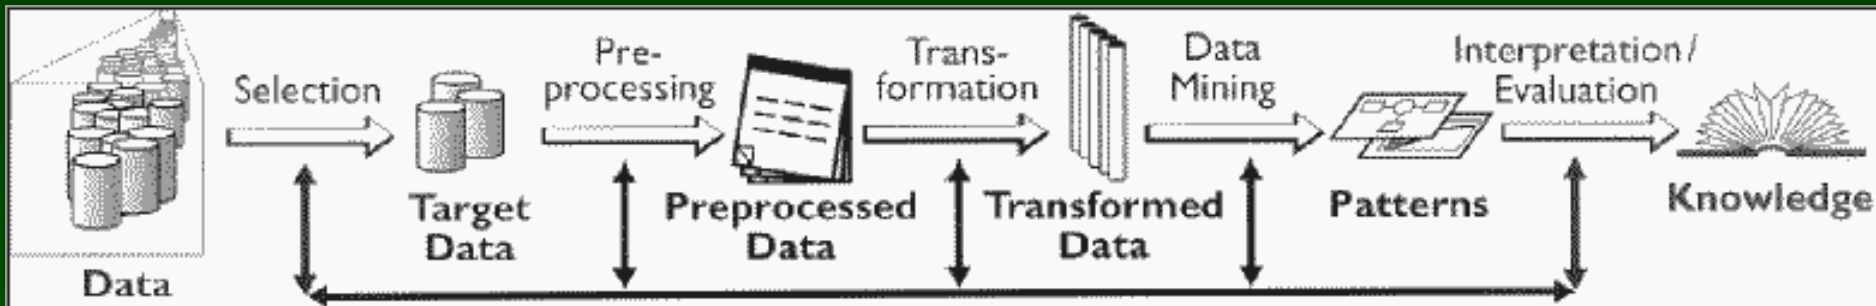 Data
Selection
Target
Data
Pre-
processing
Preprocessed
Data
Trans-
formation
Transformed
Data
Data
Mining
Patterns
Interpretation/
Evaluation
Knowledge